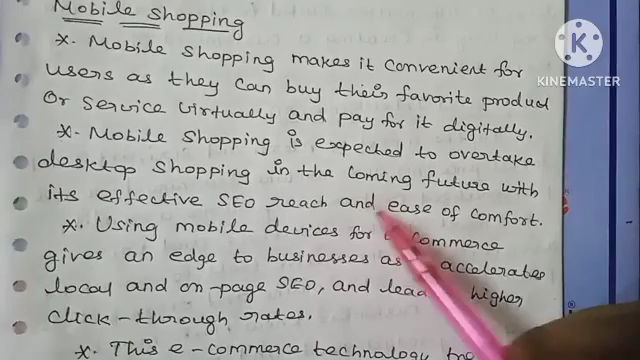 Mobile Shopping
*. Mobile shopping makes it convenient for
users as they can buy their favorite product
or service virtually and pay for it digitally.
*. Mobile shopping is expected to overtake
desktop shopping in the coming future with
its effective SEO reach and ease of comfort.
*. Using mobile devices for commerce
gives an edge to businesses as accelerates
local and on-page SEO, and lead higher
click-through rates.
*. This e-commerce technology
KINEMASTER